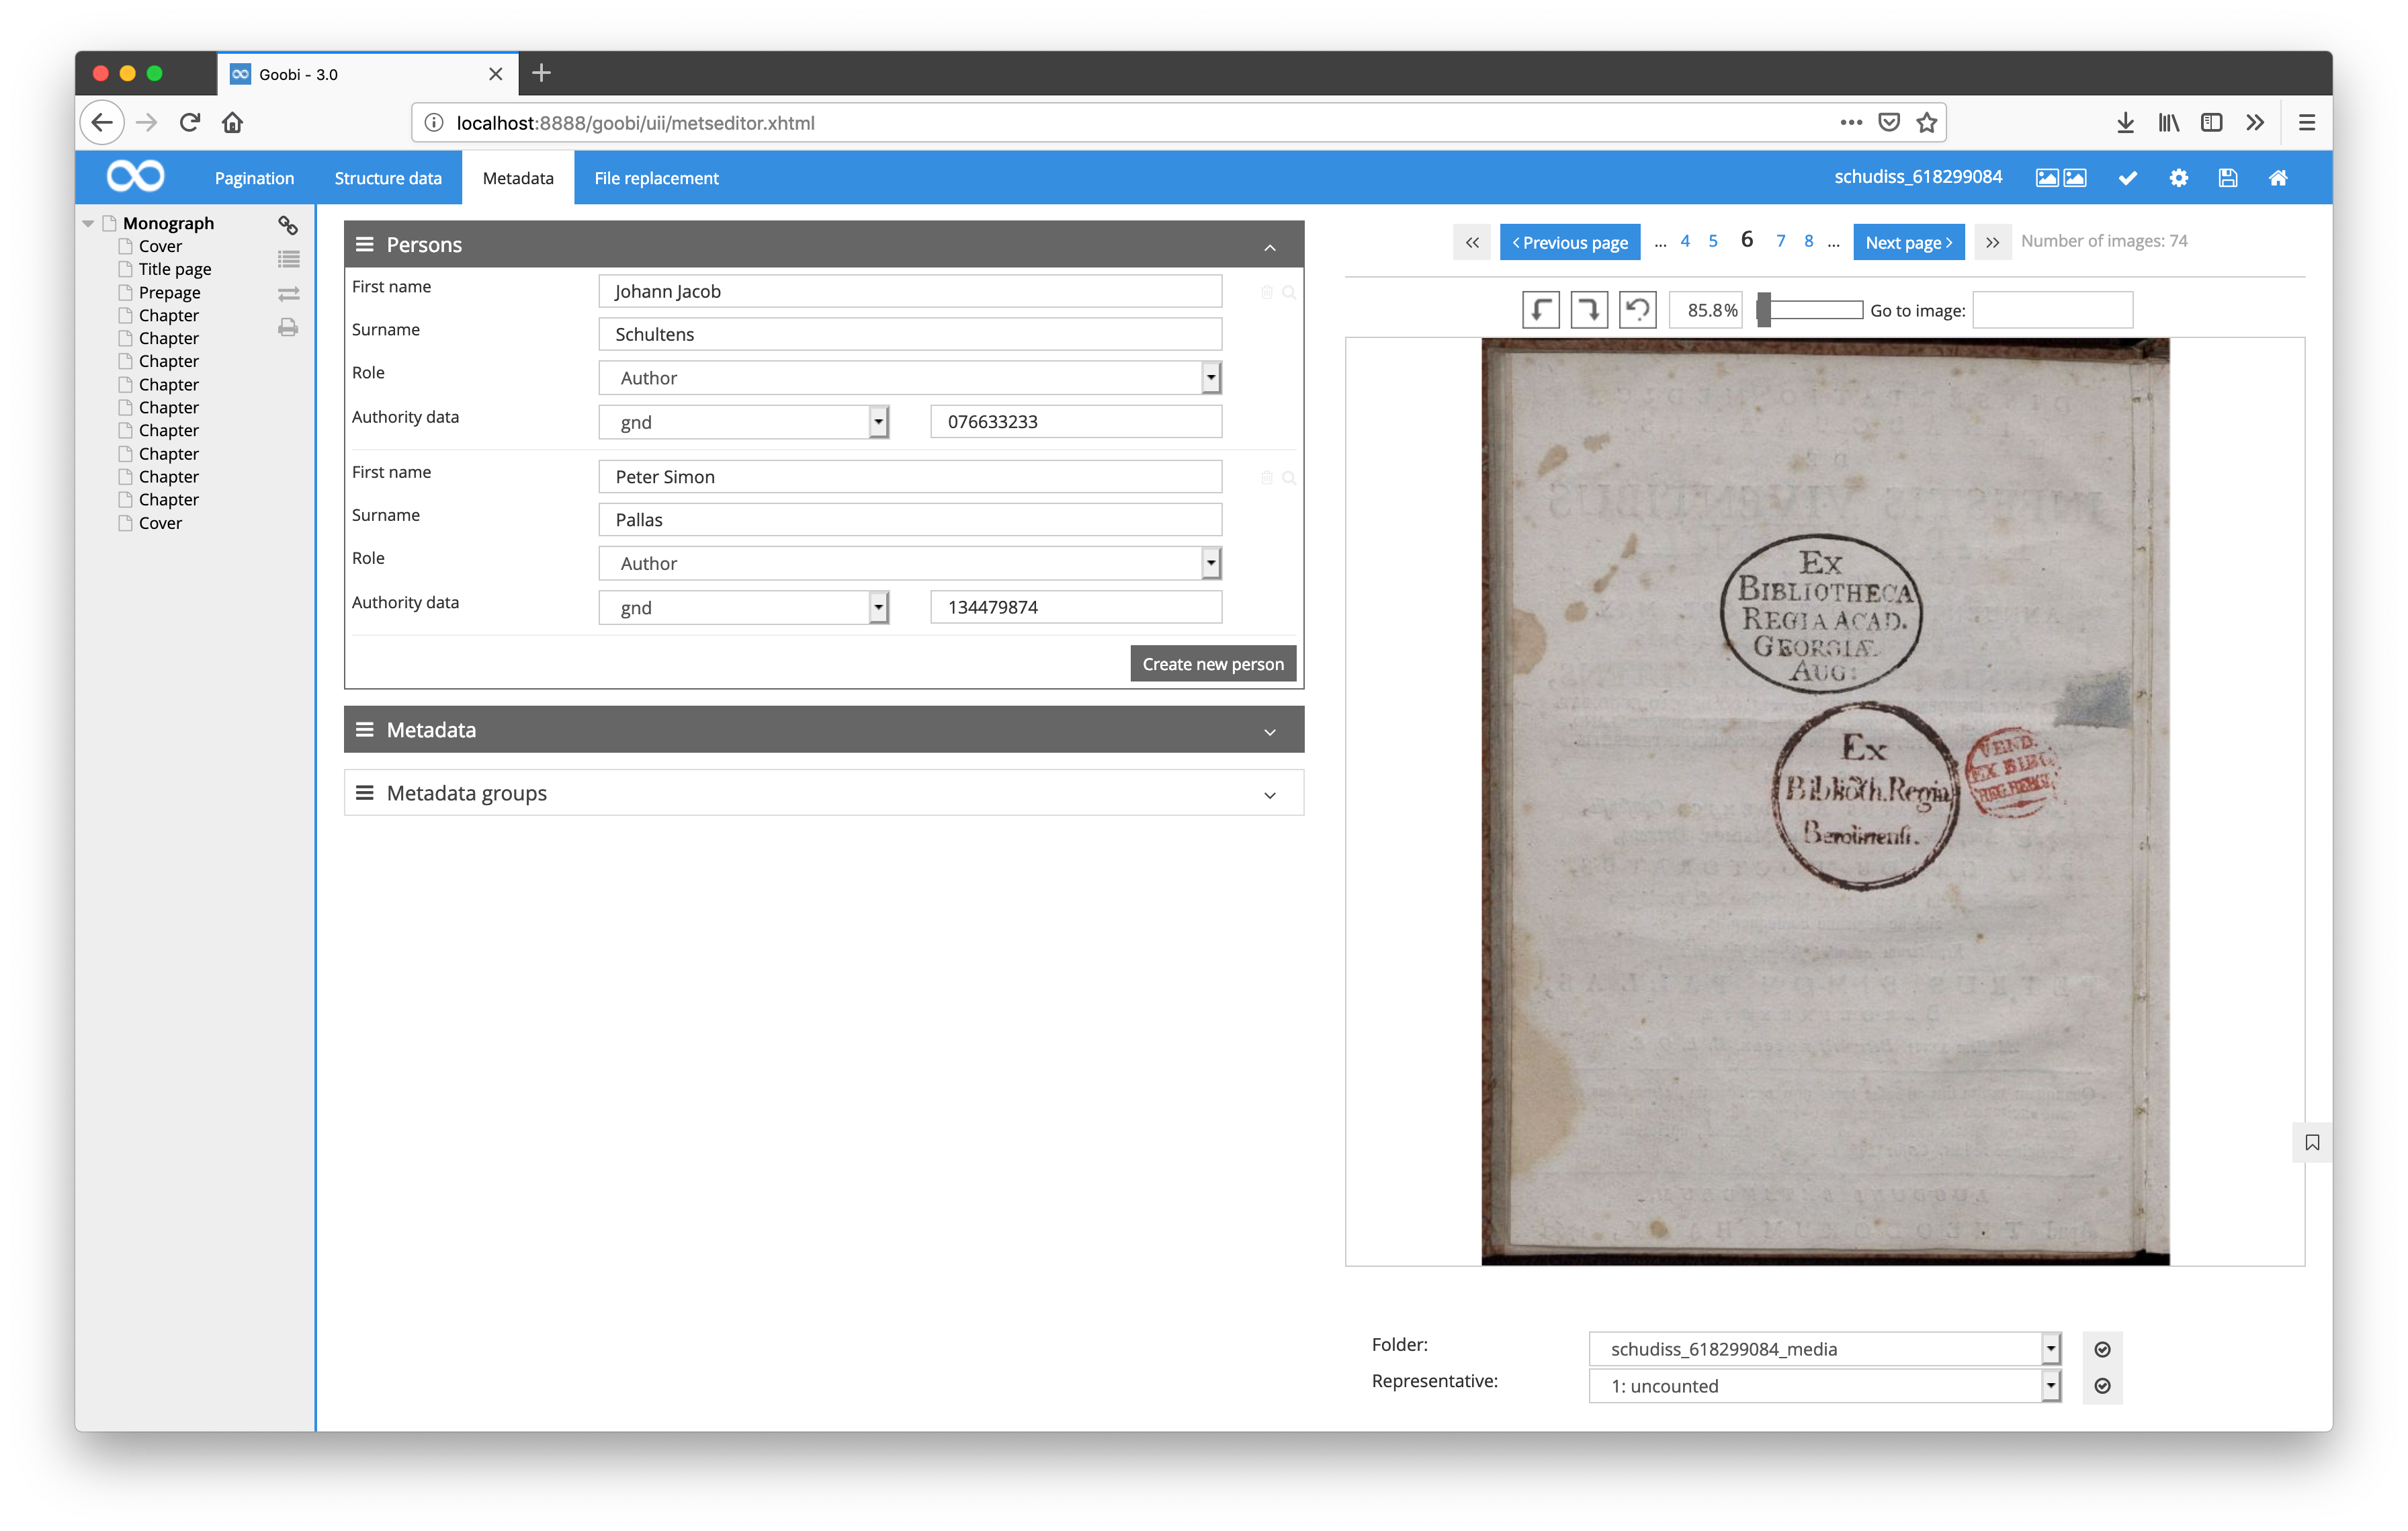 Goobi - 3.0
localhost:8888/goobi/uii/metseditor.xhtml
Pagination
Structure data
Metadata
File replacement
schudiss_618299084
Monograph
Cover
Title page
Prepage
Chapter
Chapter
Chapter
Chapter
Chapter
Chapter
Chapter
Chapter
Chapter
Cover
Persons
First name Johann Jacob
Surname Schultens
Role Author
Authority data gnd 076633233
First name Peter Simon
Surname Pallas
Role Author
Authority data gnd 134479874
Create new person
Metadata
Metadata groups
« ‹ Previous page ... 4 5 6 7 8 ... Next page › » Number of images: 74
85.8% Go to image:
Ex
BIBLIOTHECA
REGIA ACAD.
GEORGIÆ
AUG:
Ex
Biblioth. Regia
Berolinensi.
VEND.
EX
Folder: schudiss_618299084_media
Representative: 1: uncounted